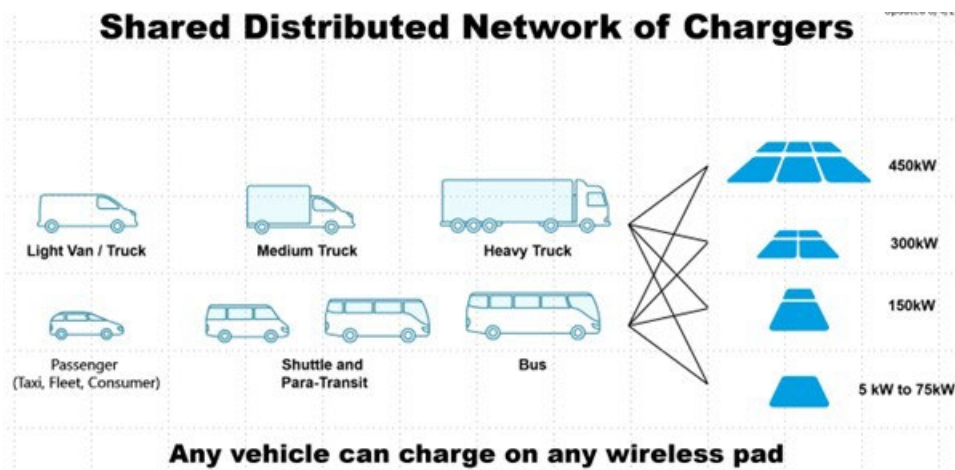 Shared Distributed Network of Chargers
450kW
Light Van / Truck
Medium Truck
Heavy Truck
300kW
150kW
Passenger
(Taxi, Fleet, Consumer)
Shuttle and
Para-Transit
Bus
5 kW to 75kW
Any vehicle can charge on any wireless pad